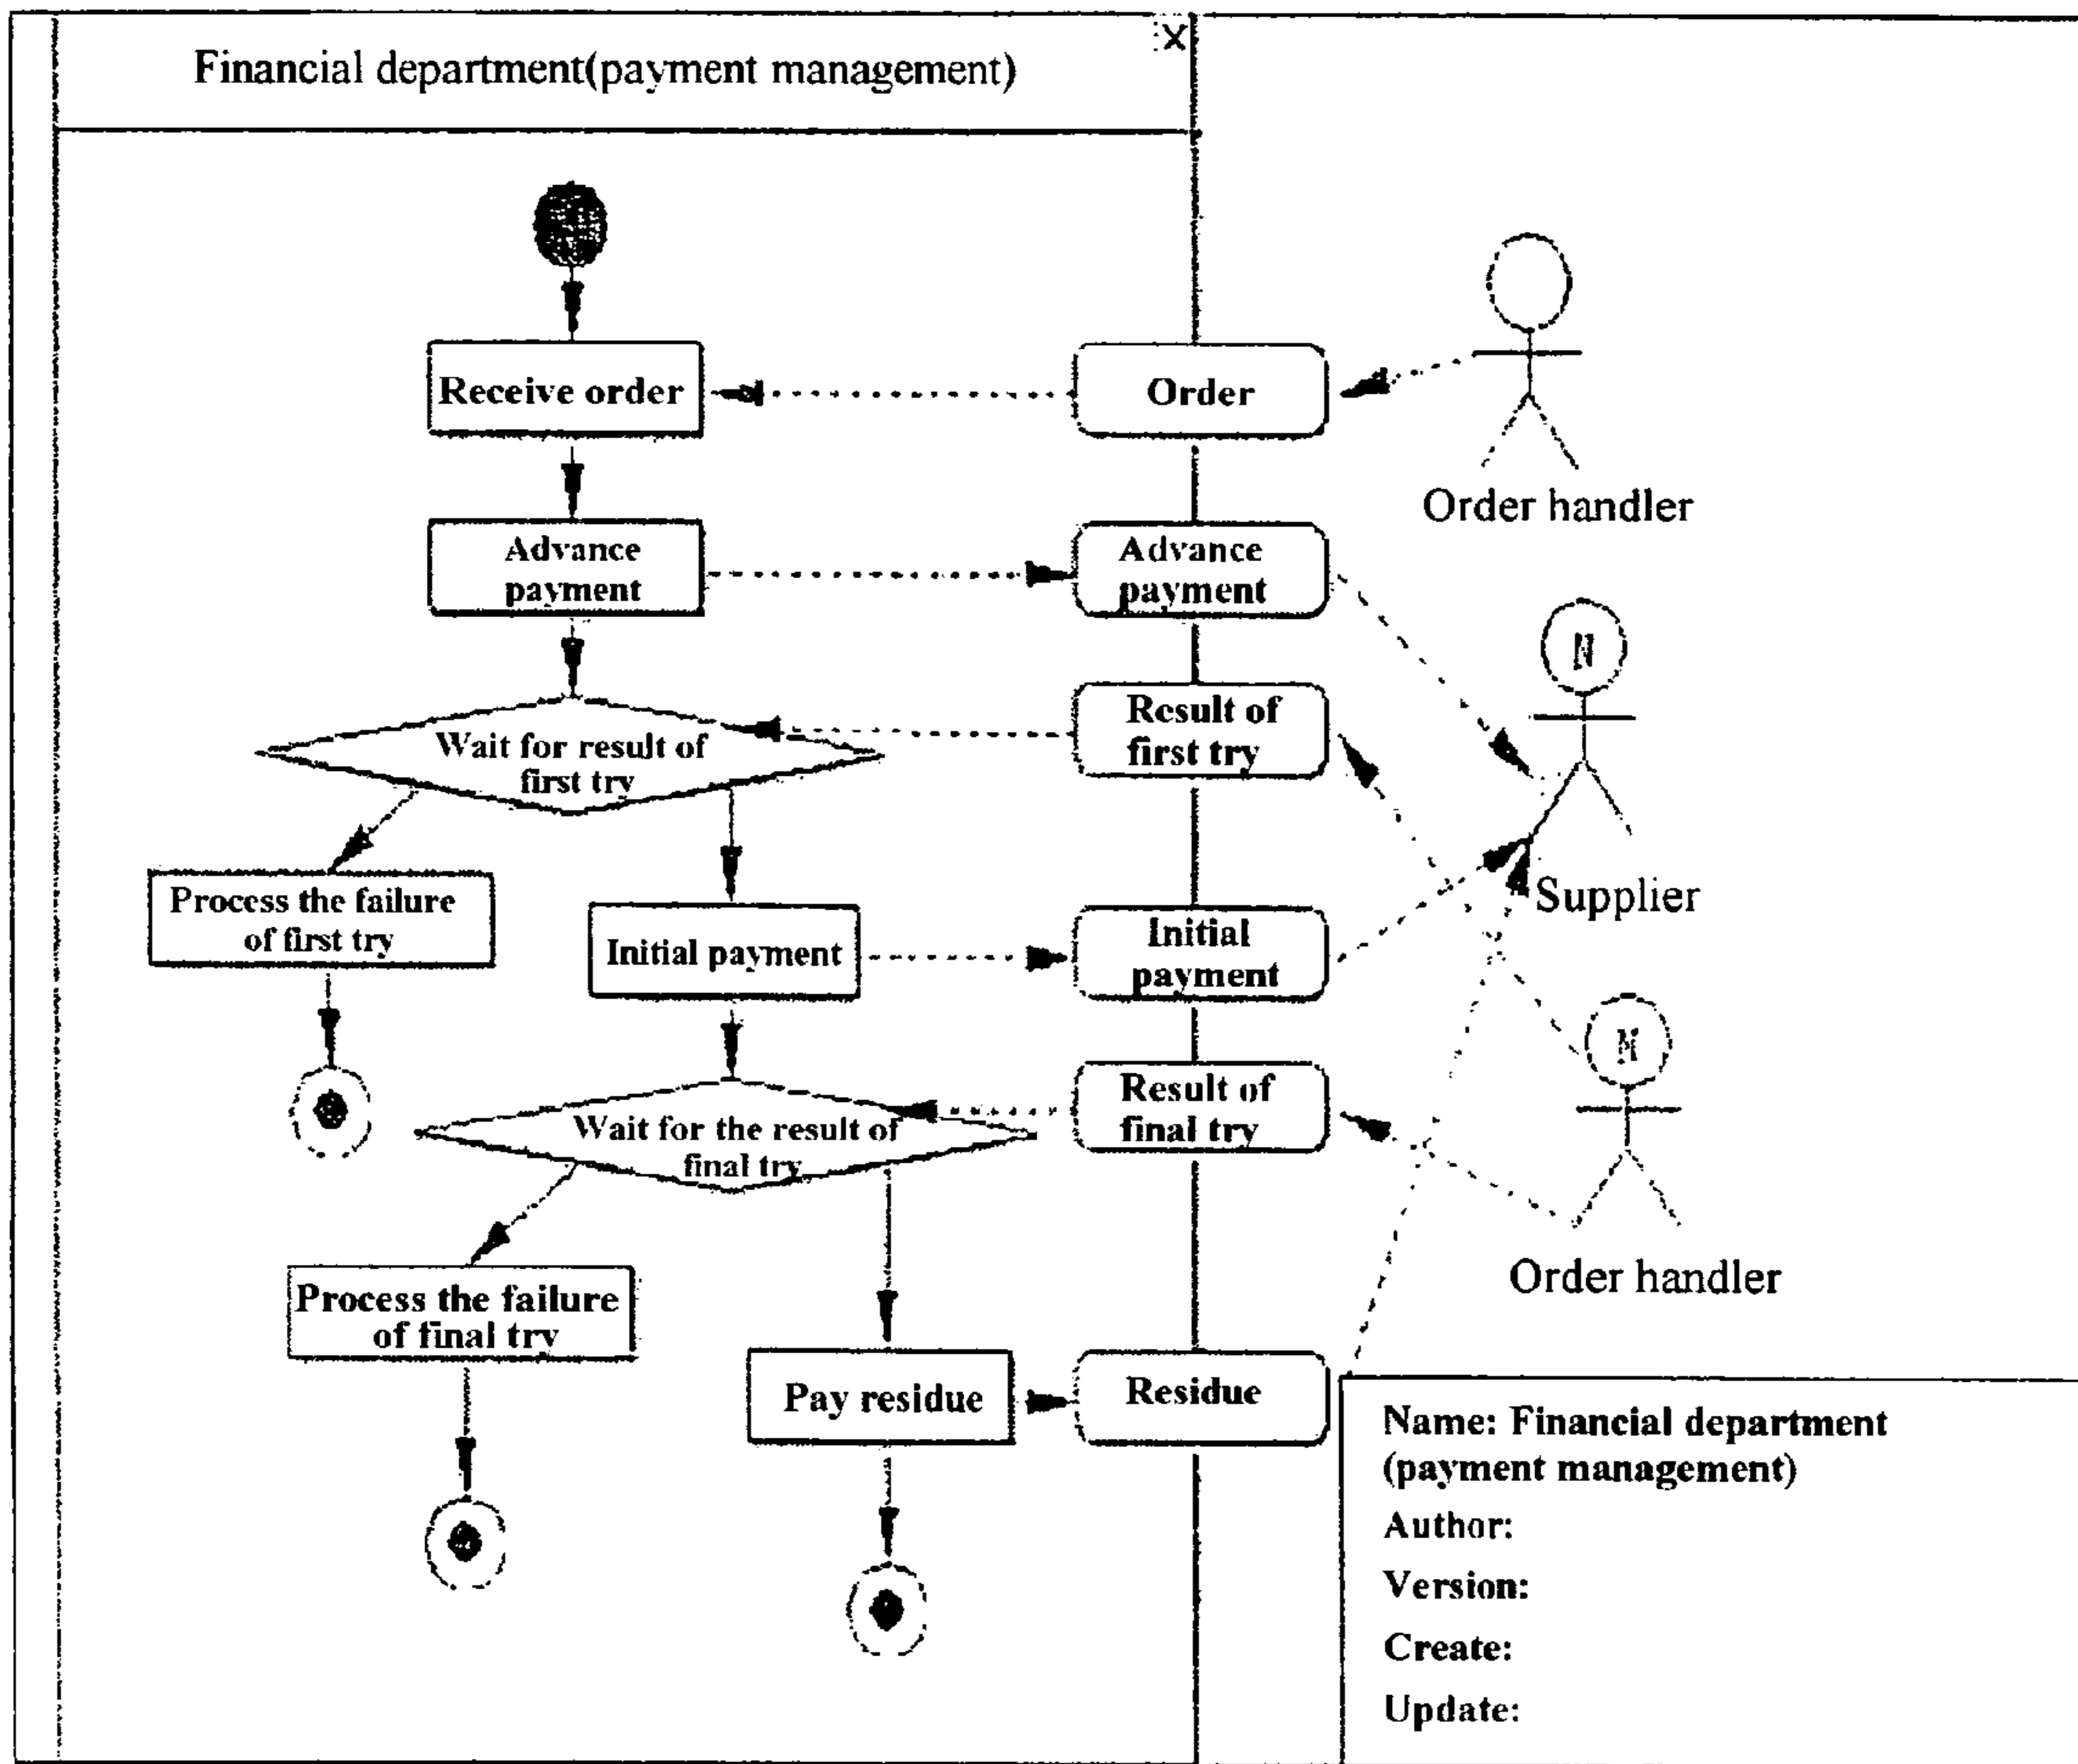 Financial department(payment management)
X
Receive order
Order
Order handler
Advance
payment
Advance
payment
N
Wait for result of
first try
Result of
first try
Supplier
Process the failure
of first try
Initial payment
Initial
payment
N
Wait for the result of
final try
Result of
final try
Order handler
Process the failure
of final try
Pay residue
Residue
Name: Financial department
(payment management)
Author:
Version:
Create:
Update: